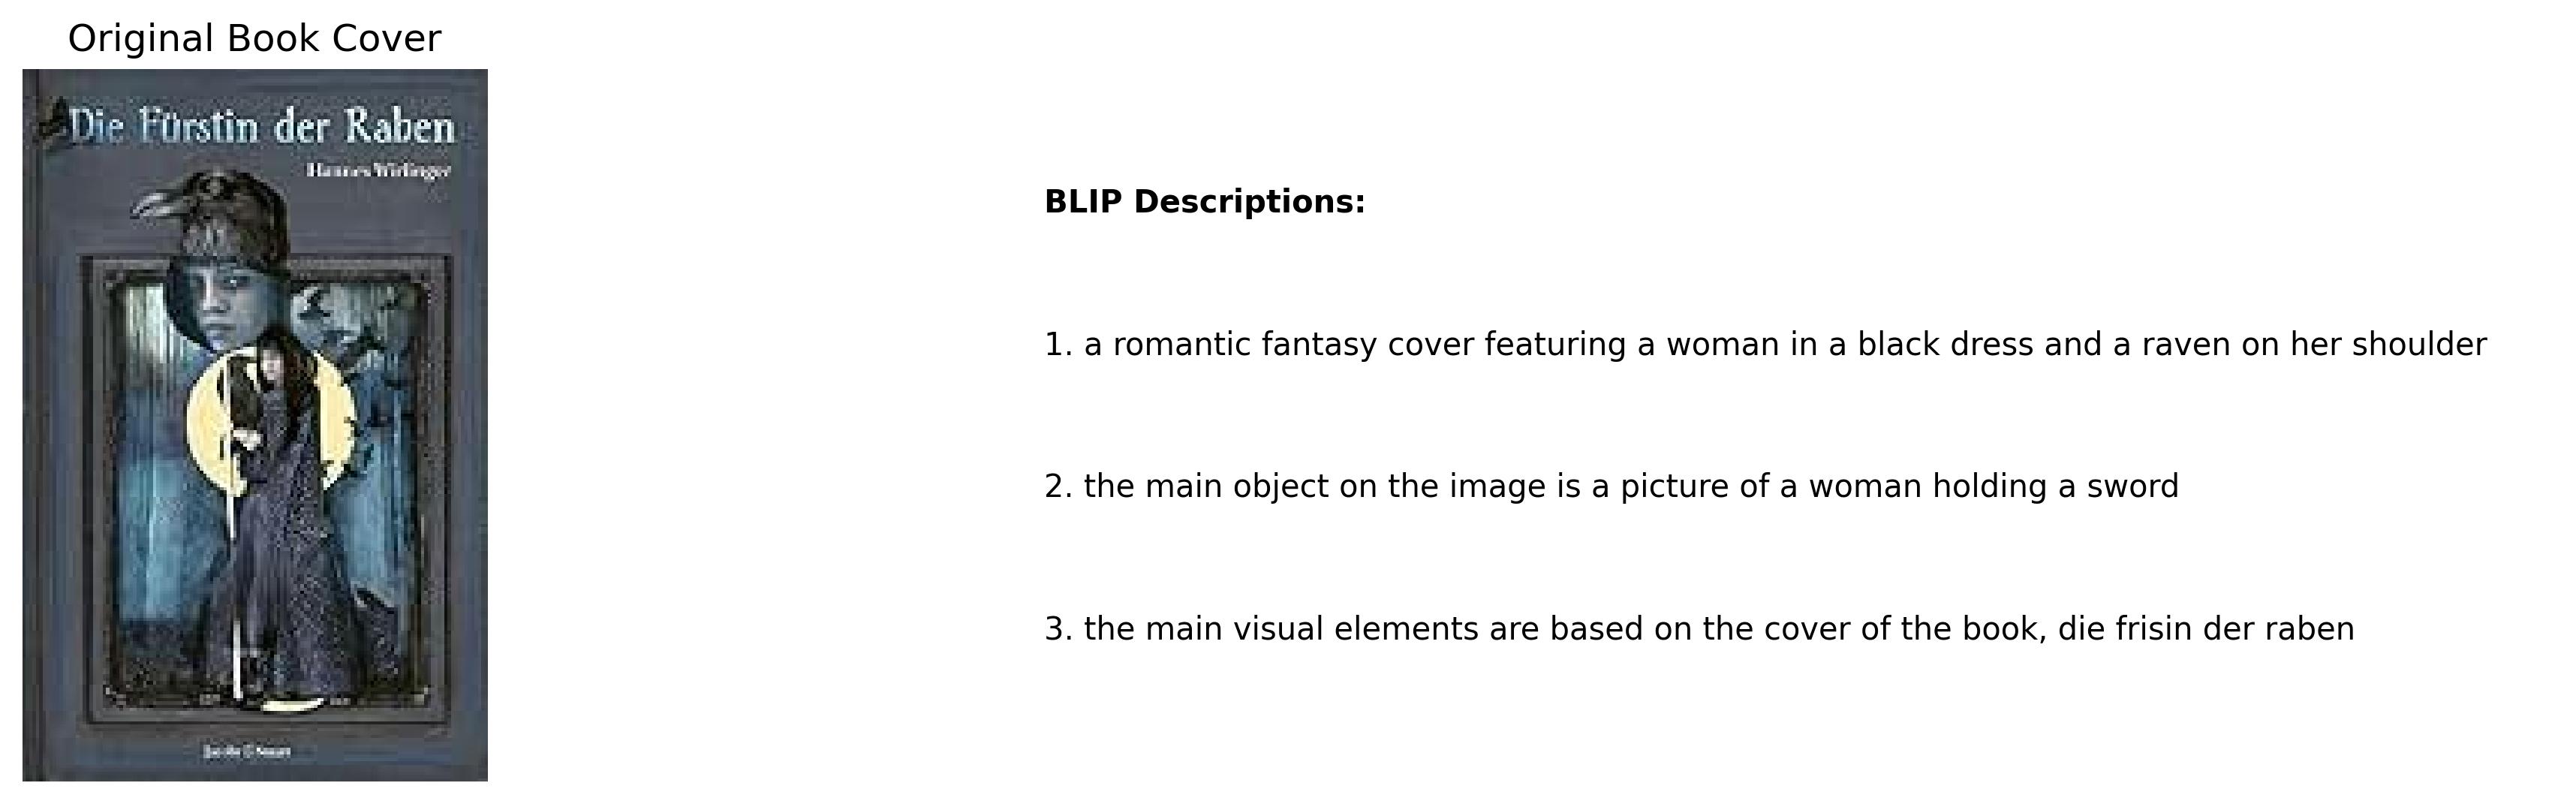 Original Book Cover
Die Fürstin der Raben
Hannes Wirlinger
BLIP Descriptions:
1. a romantic fantasy cover featuring a woman in a black dress and a raven on her shoulder
2. the main object on the image is a picture of a woman holding a sword
3. the main visual elements are based on the cover of the book, die frisin der raben